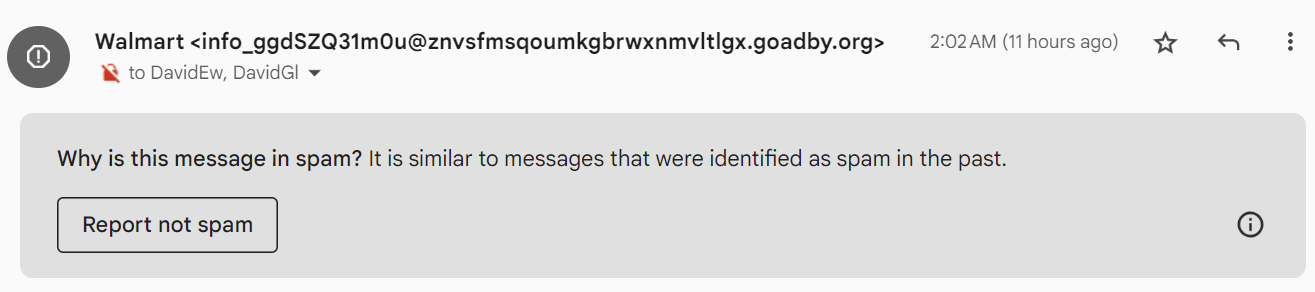 Walmart <info_ggdSZQ31m0u@znvsfmsqoumkgbrwxnmvltlgx.goadby.org> 2:02 AM (11 hours ago)
to DavidEw, DavidGl
Why is this message in spam? It is similar to messages that were identified as spam in the past.
Report not spam